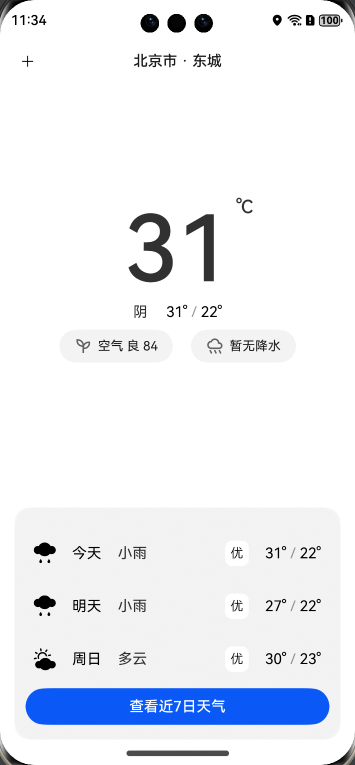 11:34
100
北京市 · 东城
31℃
阴 31° / 22°
空气 良 84 暂无降水
今天 小雨 优 31° / 22°
明天 小雨 优 27° / 22°
周日 多云 优 30° / 23°
查看近7日天气